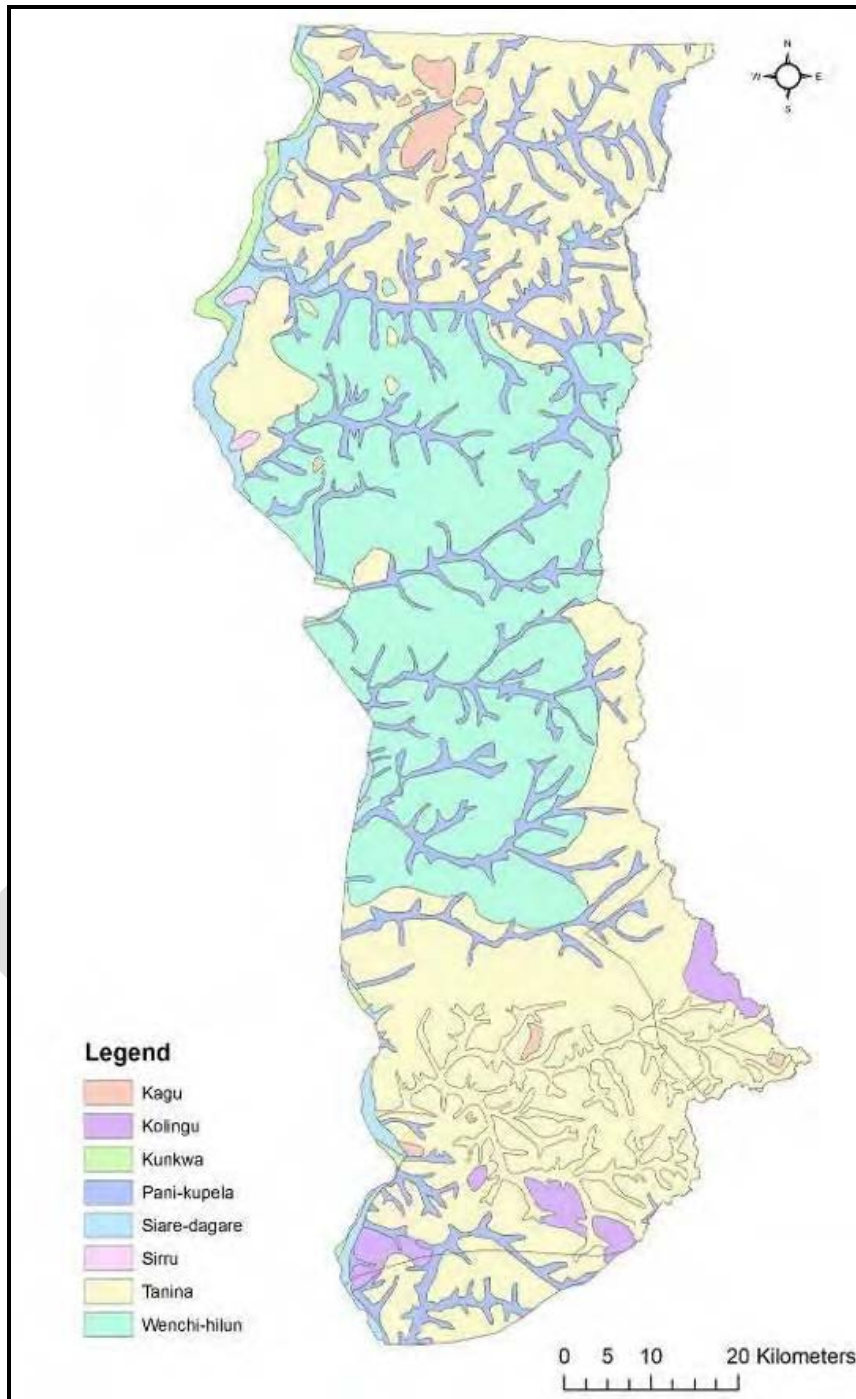 N
W E
S
Legend
Kagu
Kolingu
Kunkwa
Pani-kupela
Siare-dagare
Sirru
Tanina
Wenchi-hilun
0 5 10 20 Kilometers